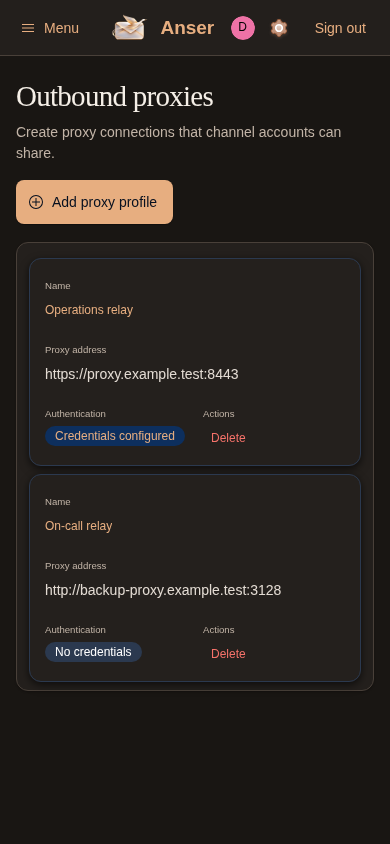 Menu
Anser
D
Sign out
Outbound proxies
Create proxy connections that channel accounts can
share.
Add proxy profile
Name
Operations relay
Proxy address
https://proxy.example.test:8443
Authentication
Actions
Credentials configured
Delete
Name
On-call relay
Proxy address
http://backup-proxy.example.test:3128
Authentication
Actions
No credentials
Delete